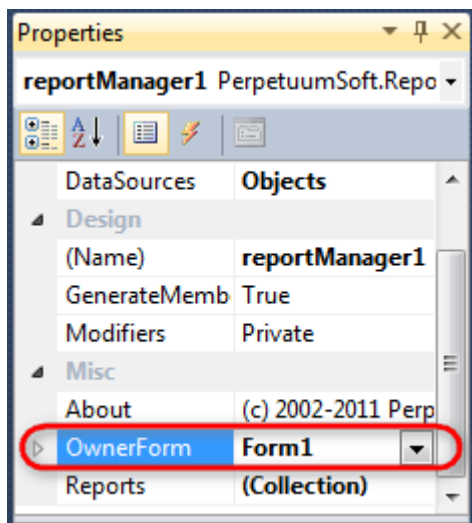 Properties
reportManager1 PerpetuumSoft.Repo
DataSources Objects
Design
(Name) reportManager1
GenerateMemb True
Modifiers Private
Misc
About (c) 2002-2011 Perp
OwnerForm Form1
Reports (Collection)